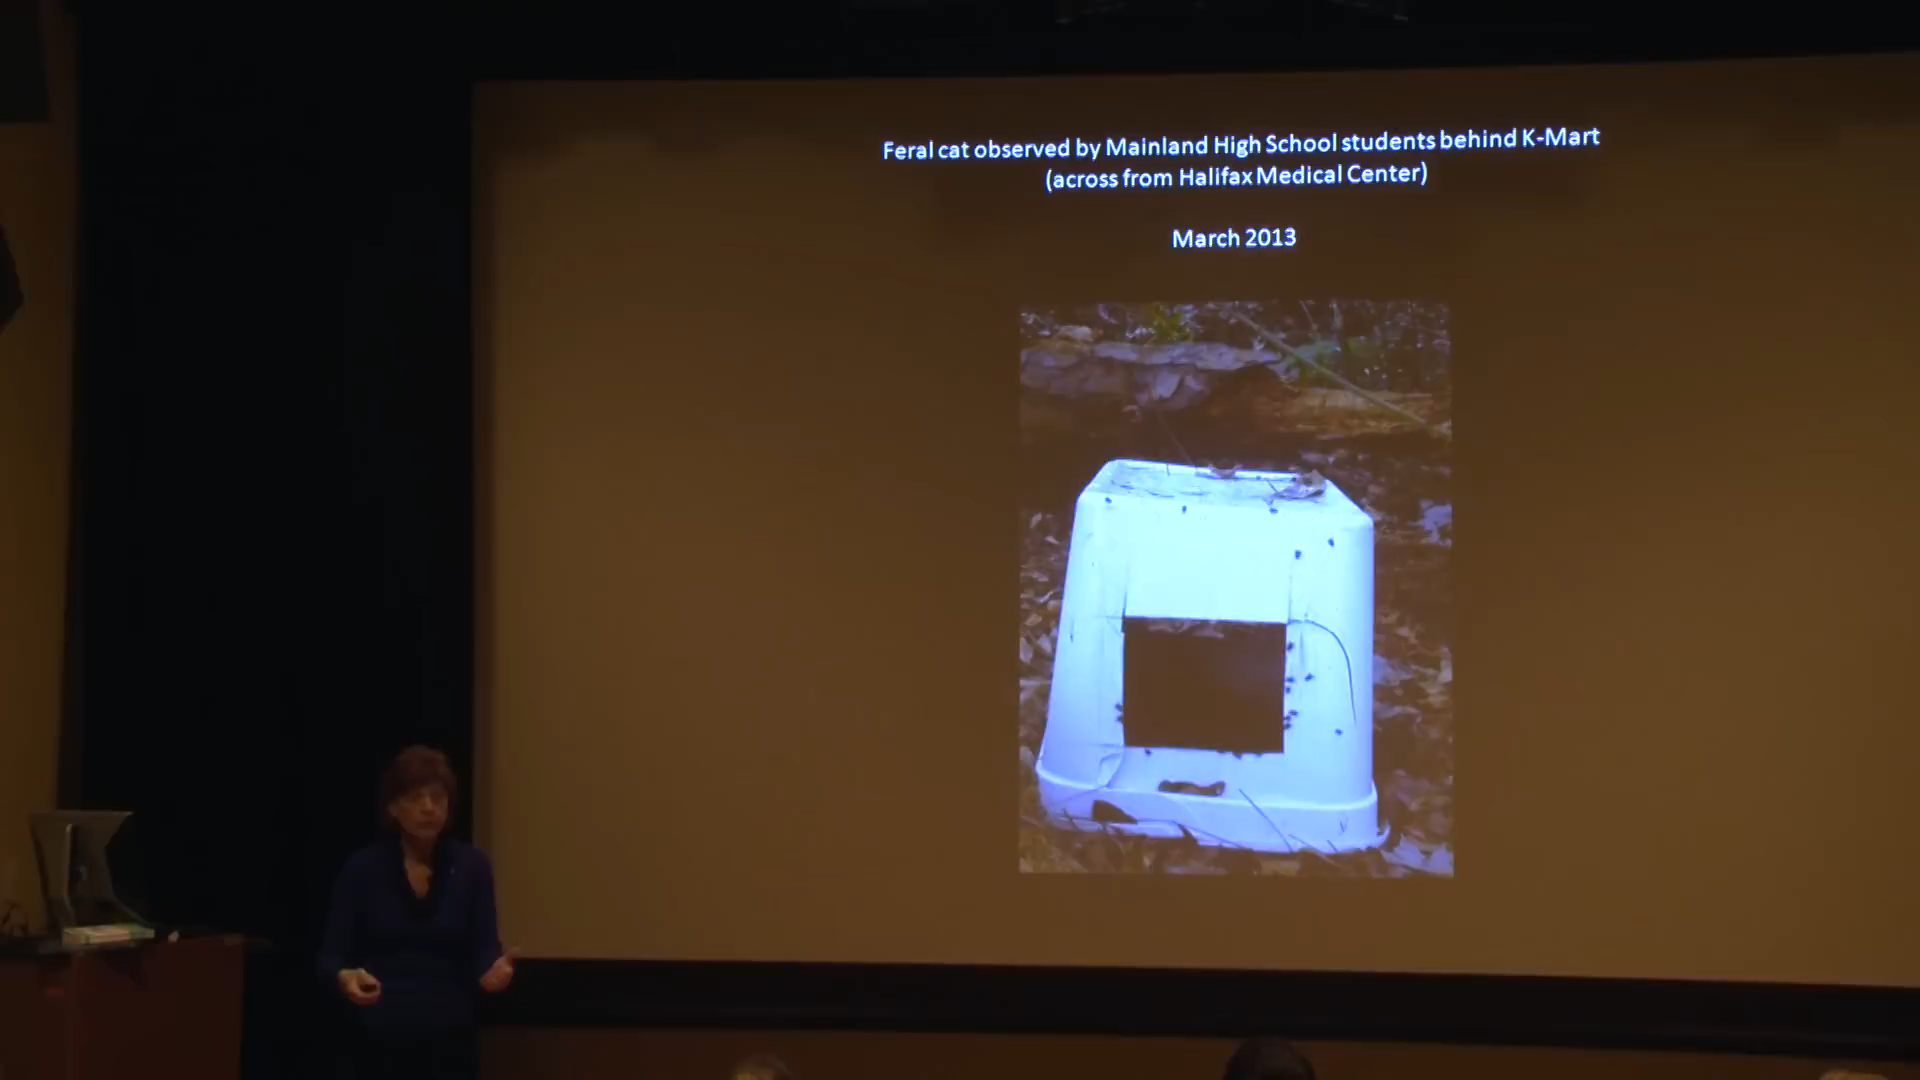 Feral cat observed by Mainland High School students behind K-Mart
(across from Halifax Medical Center)
March 2013